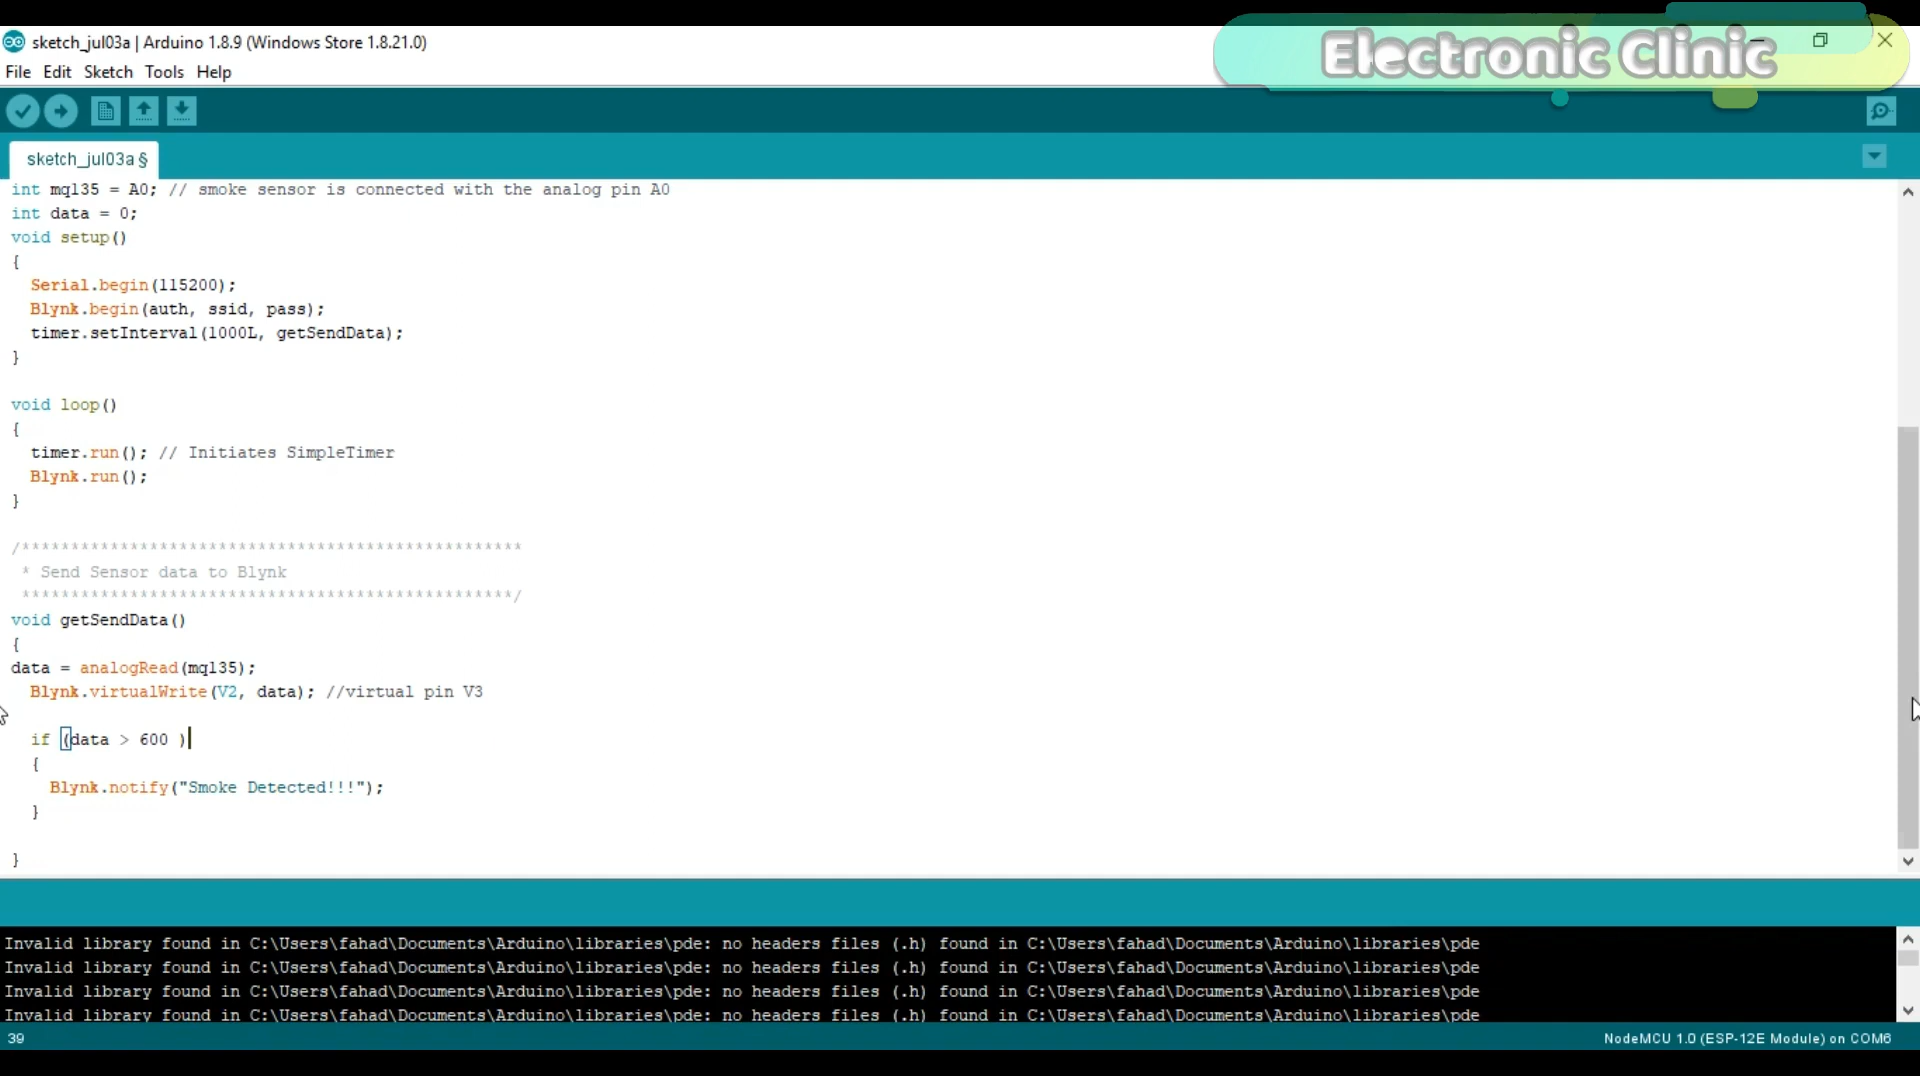 Electronic Clinic
sketch_jul03a | Arduino 1.8.9 (Windows Store 1.8.21.0)
File Edit Sketch Tools Help
sketch_jul03a §
int mq135 = A0; // smoke sensor is connected with the analog pin A0
int data = 0;
void setup()
{
Serial.begin(115200);
Blynk.begin(auth, ssid, pass);
timer.setInterval(1000L, getSendData);
}
void loop()
{
timer.run(); // Initiates SimpleTimer
Blynk.run();
}
/***************************************************
* Send Sensor data to Blynk
**************************************************/
void getSendData()
{
data = analogRead(mq135);
Blynk.virtualWrite(V2, data); //virtual pin V3
if (data > 600 )
{
Blynk.notify("Smoke Detected!!!");
}
}
Invalid library found in C:\Users\fahad\Documents\Arduino\libraries\pde: no headers files (.h) found in C:\Users\fahad\Documents\Arduino\libraries\pde
Invalid library found in C:\Users\fahad\Documents\Arduino\libraries\pde: no headers files (.h) found in C:\Users\fahad\Documents\Arduino\libraries\pde
Invalid library found in C:\Users\fahad\Documents\Arduino\libraries\pde: no headers files (.h) found in C:\Users\fahad\Documents\Arduino\libraries\pde
Invalid library found in C:\Users\fahad\Documents\Arduino\libraries\pde: no headers files (.h) found in C:\Users\fahad\Documents\Arduino\libraries\pde
39
NodeMCU 1.0 (ESP-12E Module) on COM6